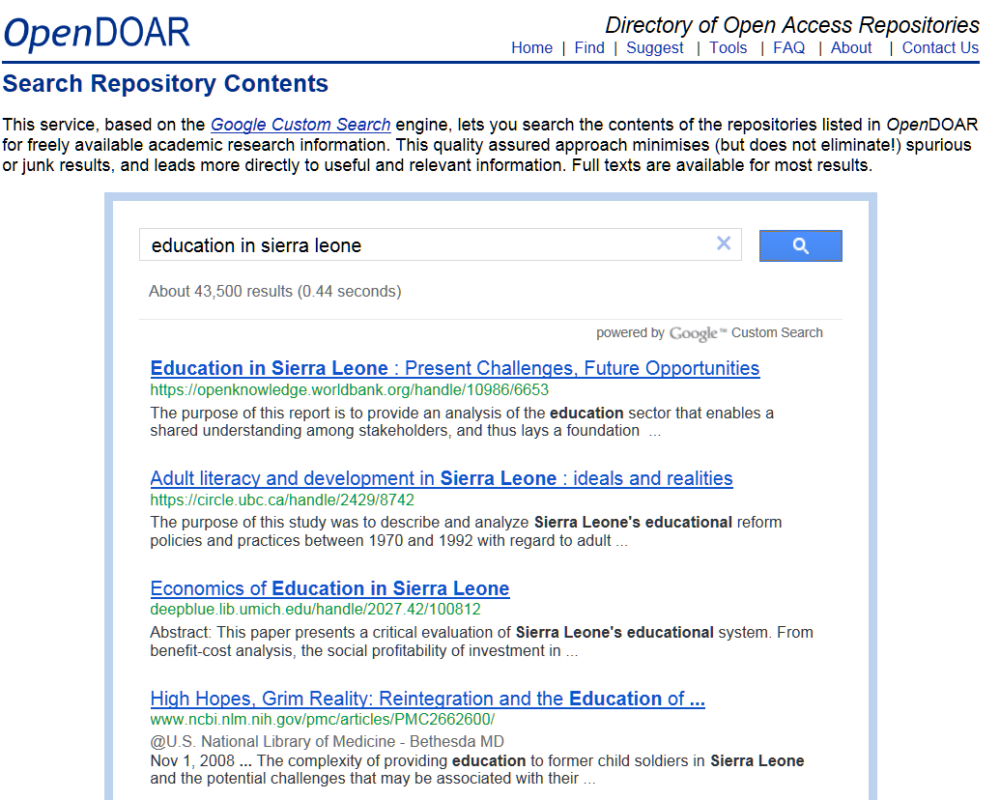 OpenDOAR
Directory of Open Access Repositories
Home | Find | Suggest | Tools | FAQ | About | Contact Us
Search Repository Contents
This service, based on the Google Custom Search engine, lets you search the contents of the repositories listed in OpenDOAR
for freely available academic research information. This quality assured approach minimises (but does not eliminate!) spurious
or junk results, and leads more directly to useful and relevant information. Full texts are available for most results.
education in sierra leone
About 43,500 results (0.44 seconds)
powered by Google™ Custom Search
Education in Sierra Leone : Present Challenges, Future Opportunities
https://openknowledge.worldbank.org/handle/10986/6653
The purpose of this report is to provide an analysis of the education sector that enables a
shared understanding among stakeholders, and thus lays a foundation ...
Adult literacy and development in Sierra Leone : ideals and realities
https://circle.ubc.ca/handle/2429/8742
The purpose of this study was to describe and analyze Sierra Leone's educational reform
policies and practices between 1970 and 1992 with regard to adult ...
Economics of Education in Sierra Leone
deepblue.lib.umich.edu/handle/2027.42/100812
Abstract: This paper presents a critical evaluation of Sierra Leone's educational system. From
benefit-cost analysis, the social profitability of investment in ...
High Hopes, Grim Reality: Reintegration and the Education of ...
www.ncbi.nlm.nih.gov/pmc/articles/PMC2662600/
@U.S. National Library of Medicine - Bethesda MD
Nov 1, 2008 ... The complexity of providing education to former child soldiers in Sierra Leone
and the potential challenges that may be associated with their ...